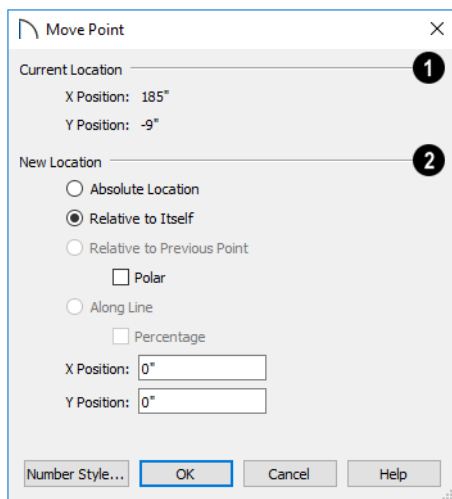 Move Point
Current Location 1
X Position: 185"
Y Position: -9"
New Location 2
Absolute Location
Relative to Itself
Relative to Previous Point
Polar
Along Line
Percentage
X Position: 0"
Y Position: 0"
Number Style... OK Cancel Help